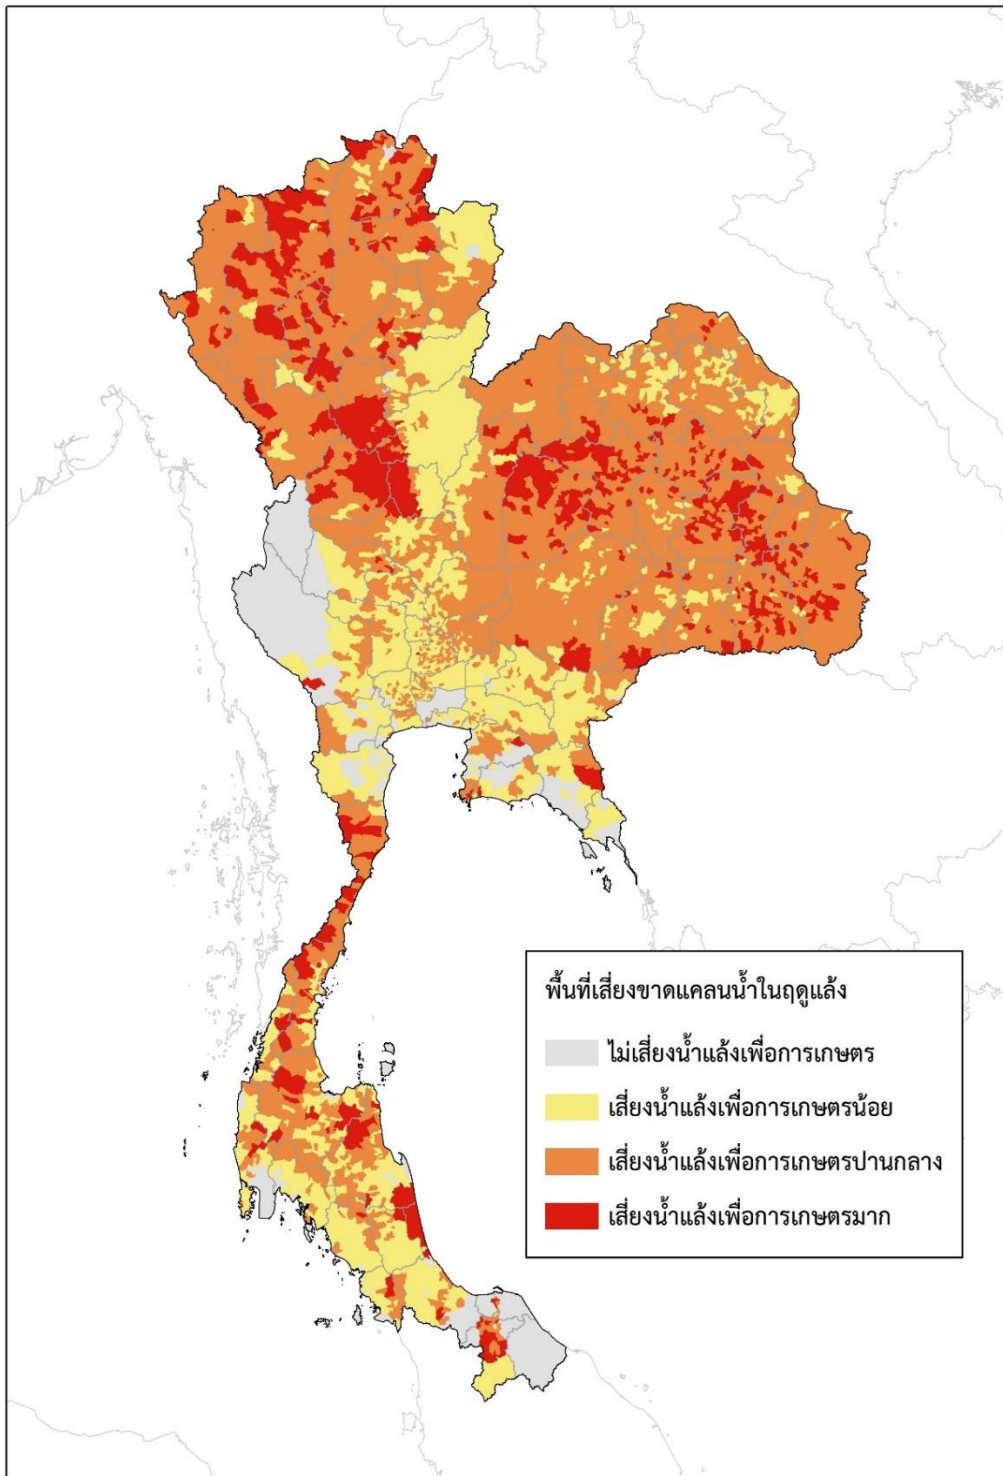 พื้นที่เสี่ยงขาดแคลนน้ำในฤดูแล้ง
ไม่เสี่ยงน้ำแล้งเพื่อการเกษตร
เสี่ยงน้ำแล้งเพื่อการเกษตรน้อย
เสี่ยงน้ำแล้งเพื่อการเกษตรปานกลาง
เสี่ยงน้ำแล้งเพื่อการเกษตรมาก